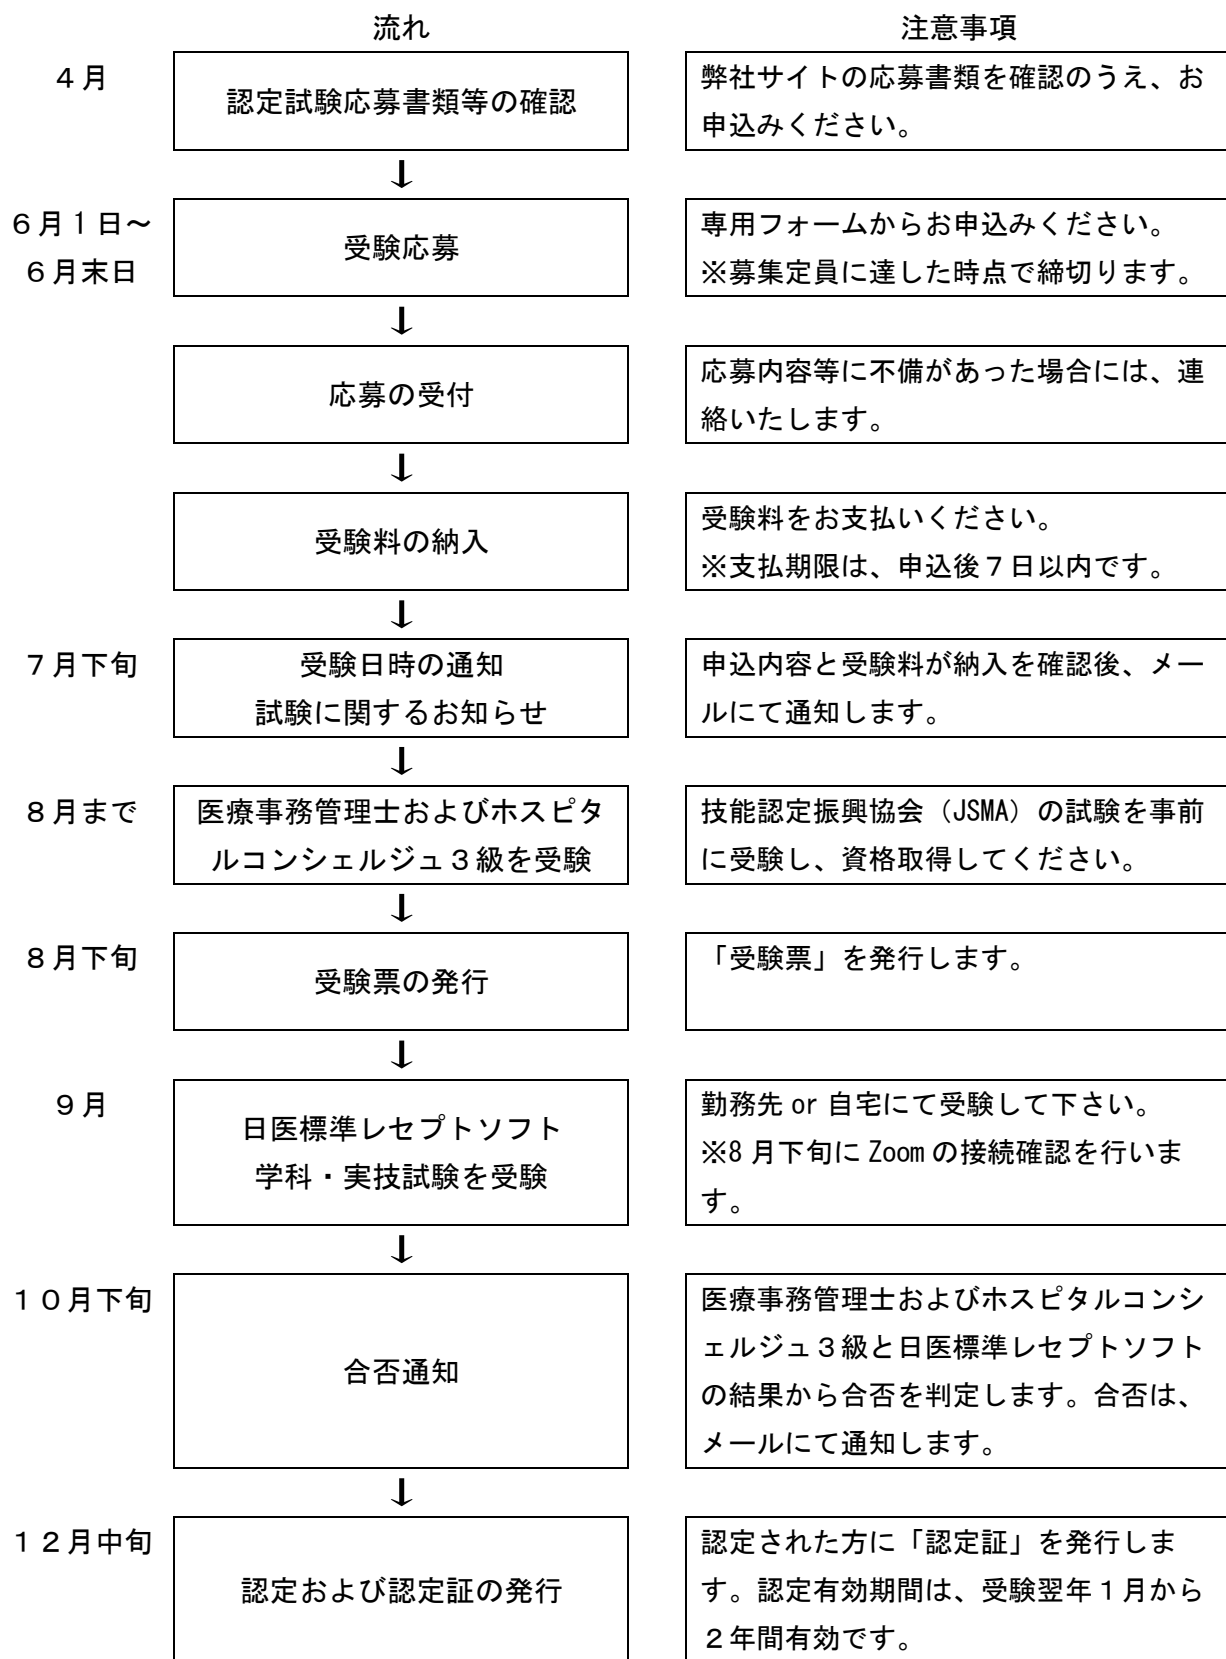 流れ
注意事項
４月
認定試験応募書類等の確認
弊社サイトの応募書類を確認のうえ、お
申込みください。
↓
６月１日～
６月末日
受験応募
専用フォームからお申込みください。
※募集定員に達した時点で締切ります。
↓
応募の受付
応募内容等に不備があった場合には、連
絡いたします。
↓
受験料の納入
受験料をお支払いください。
※支払期限は、申込後７日以内です。
↓
７月下旬
受験日時の通知
試験に関するお知らせ
申込内容と受験料が納入を確認後、メー
ルにて通知します。
↓
８月まで
医療事務管理士およびホスピタ
ルコンシェルジュ３級を受験
技能認定振興協会（JSMA）の試験を事前
に受験し、資格取得してください。
↓
８月下旬
受験票の発行
「受験票」を発行します。
↓
９月
日医標準レセプトソフト
学科・実技試験を受験
勤務先 or 自宅にて受験して下さい。
※8 月下旬に Zoom の接続確認を行いま
す。
↓
１０月下旬
合否通知
医療事務管理士およびホスピタルコンシ
ェルジュ３級と日医標準レセプトソフト
の結果から合否を判定します。合否は、
メールにて通知します。
↓
１２月中旬
認定および認定証の発行
認定された方に「認定証」を発行しま
す。認定有効期間は、受験翌年１月から
２年間有効です。